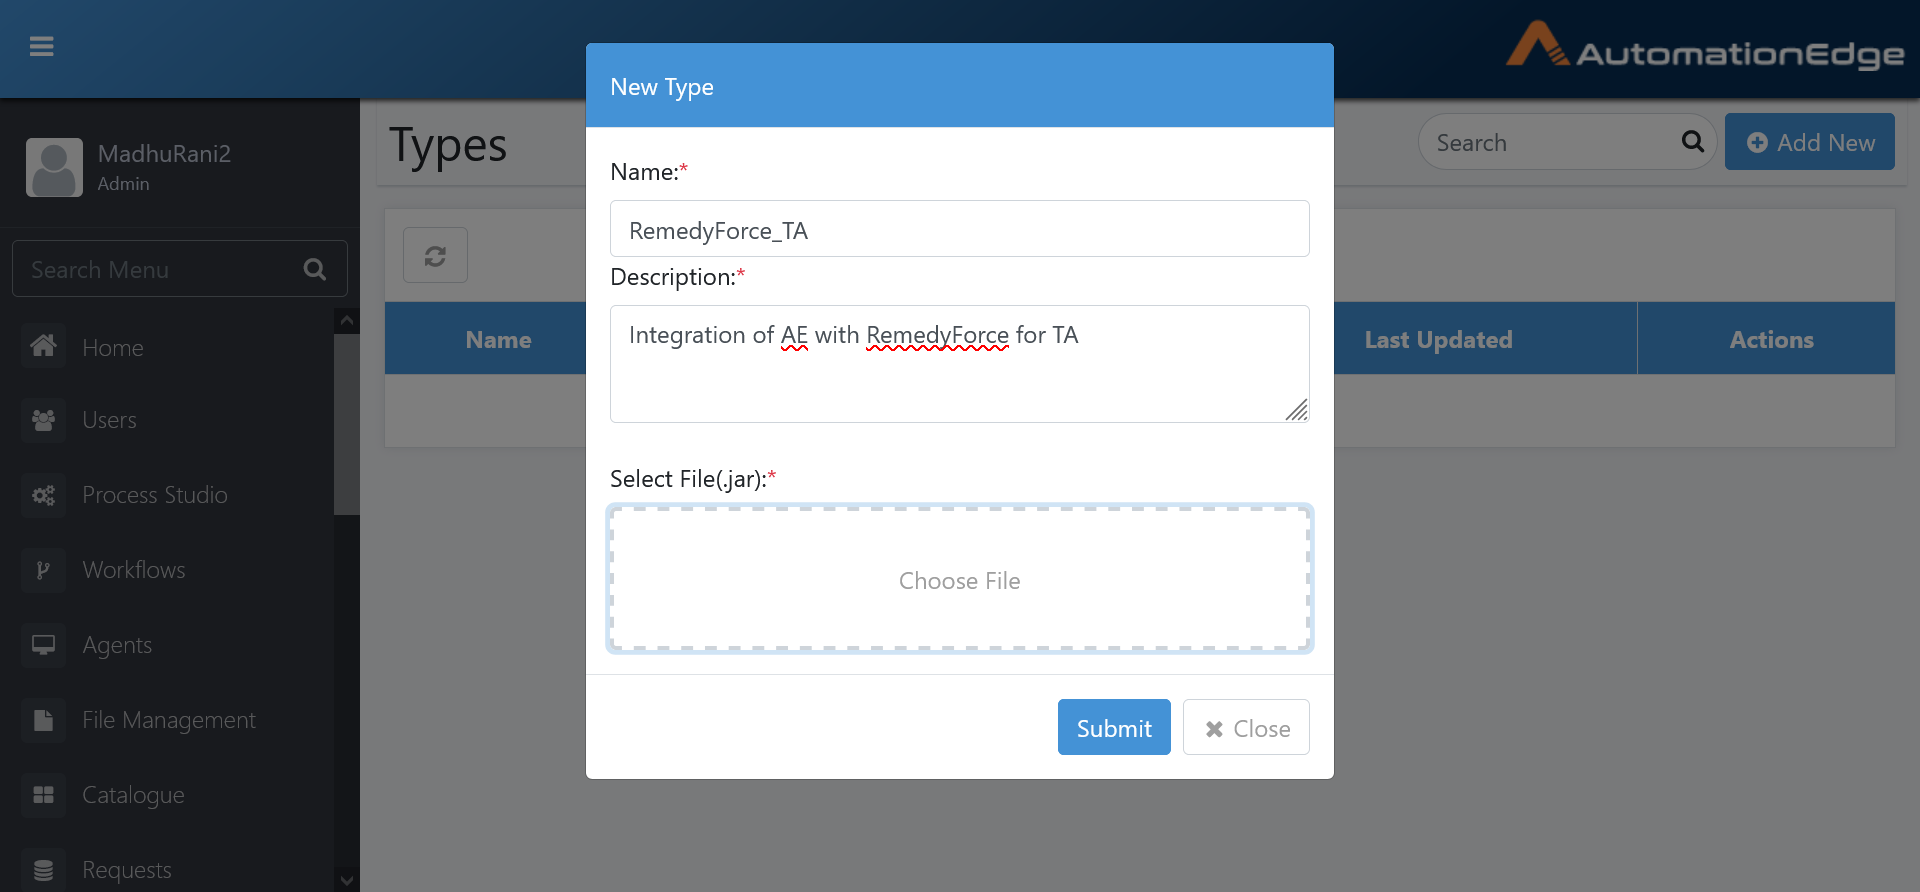 AutomationEdge
MadhuRani2
Admin
Search Menu
Home
Users
Process Studio
Workflows
Agents
File Management
Catalogue
Requests
Types
Search
Add New
Name
Last Updated
Actions
New Type
Name:*
RemedyForce_TA
Description:*
Integration of AE with RemedyForce for TA
Select File(.jar):*
Choose File
Submit
Close